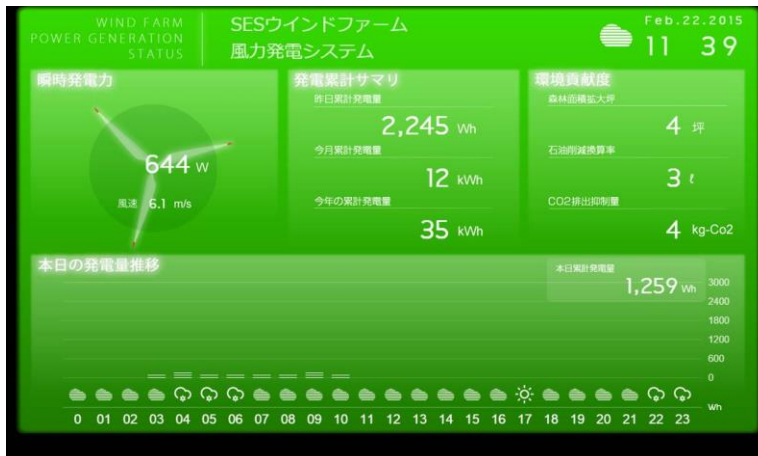 WIND FARM
POWER GENERATION
STATUS
SESウインドファーム
風力発電システム
Feb.22.2015
11 39
瞬時発電力
644 W
風速 6.1 m/s
発電累計サマリ
昨日累計発電量
2,245 Wh
今月累計発電量
12 kWh
今年の累計発電量
35 kWh
環境貢献度
森林面積拡大坪
4 坪
石油削減換算率
3 ℓ
CO2排出抑制量
4 kg-Co2
本日の発電量推移
本日累計発電量
1,259 Wh
3000
2400
1800
1200
600
0
Wh
0 01 02 03 04 05 06 07 08 09 10 11 12 13 14 15 16 17 18 19 20 21 22 23